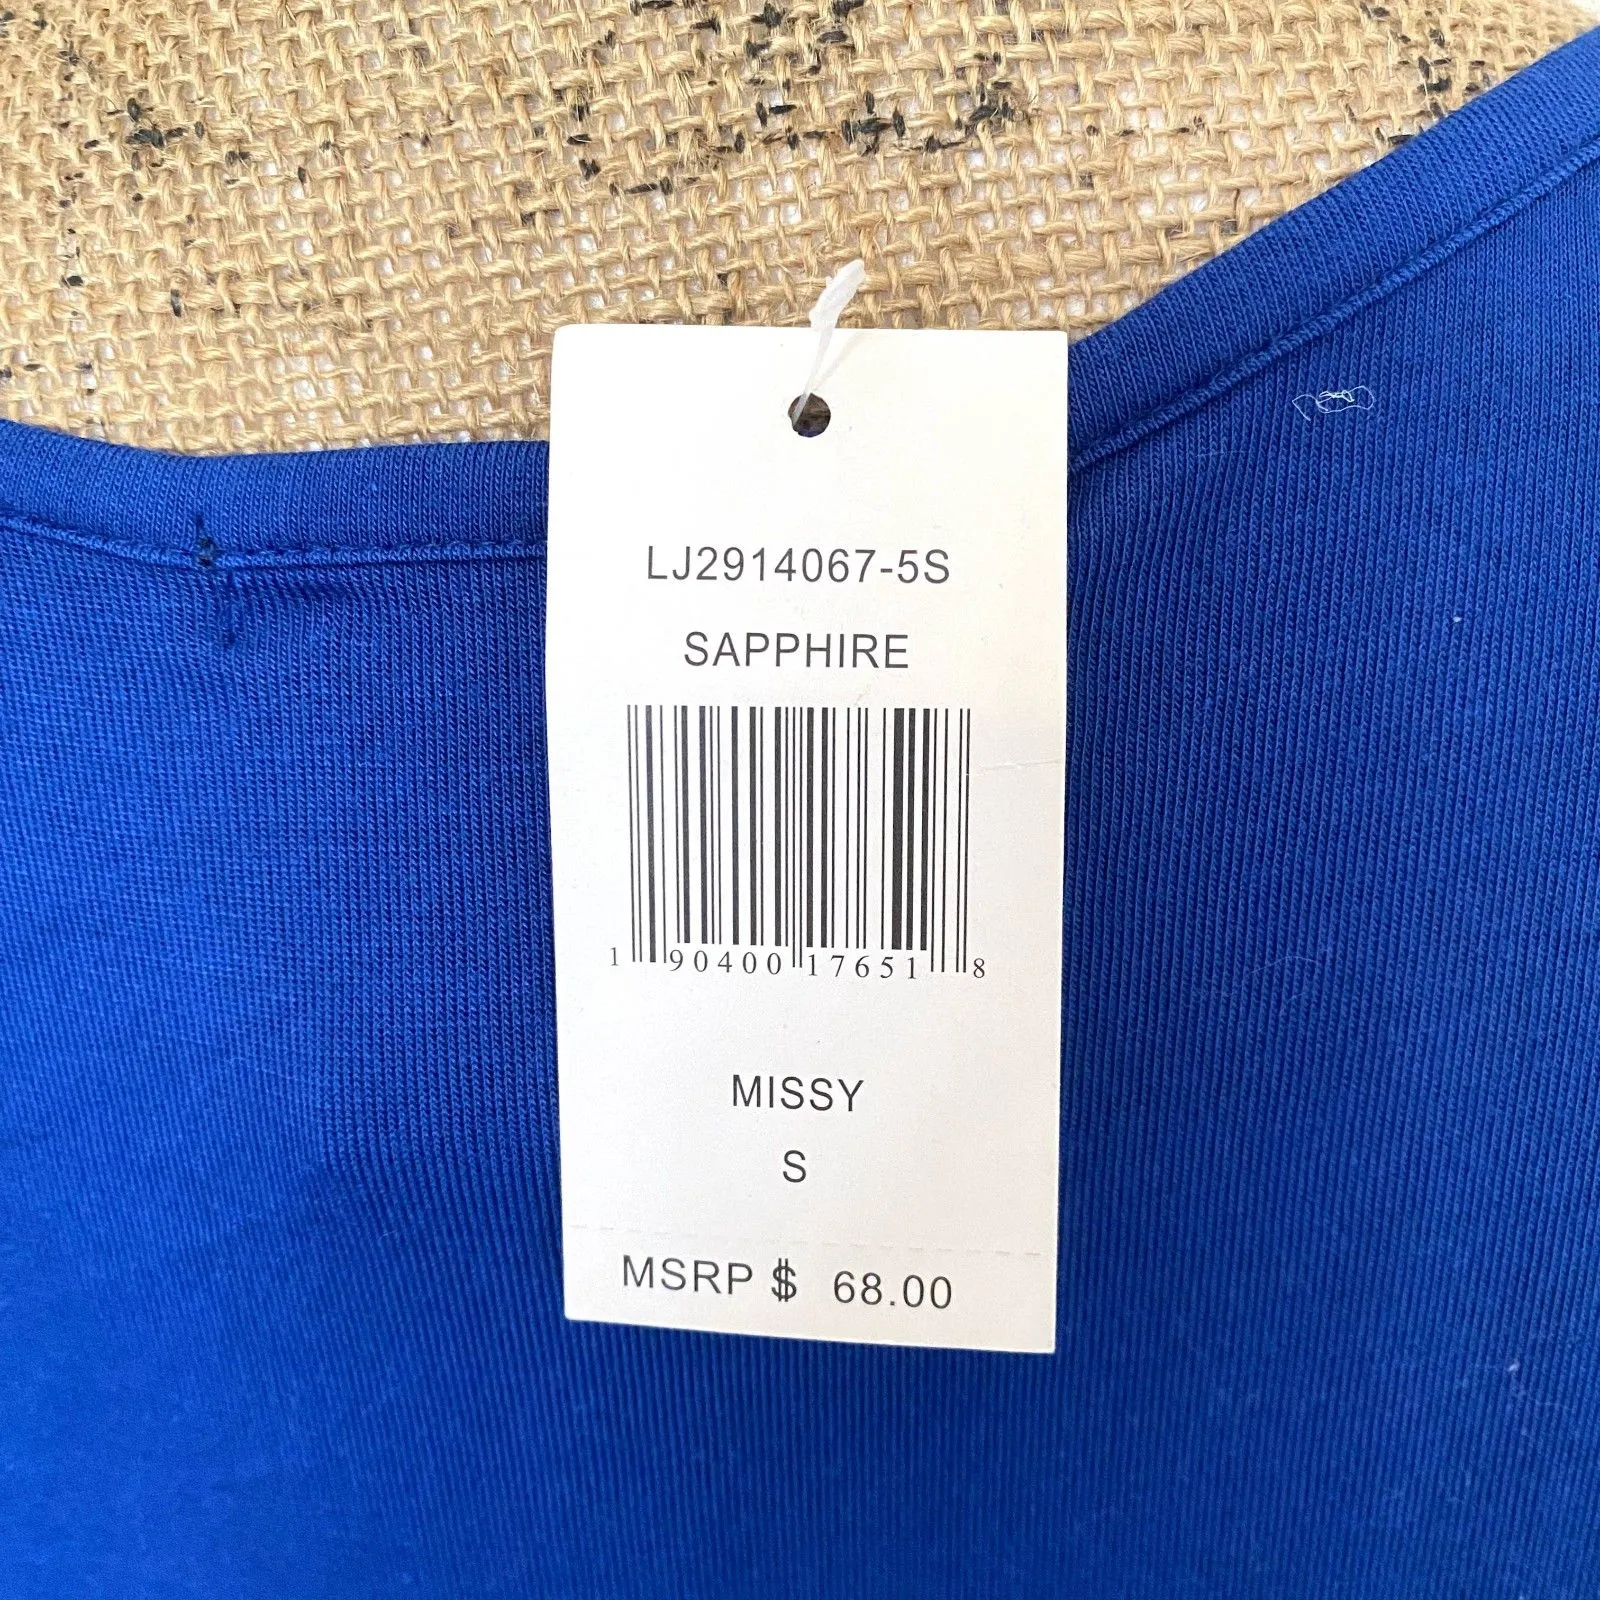 LJ2914067-5S
SAPPHIRE
1 90400 17651 8
MISSY
S
MSRP $ 68.00